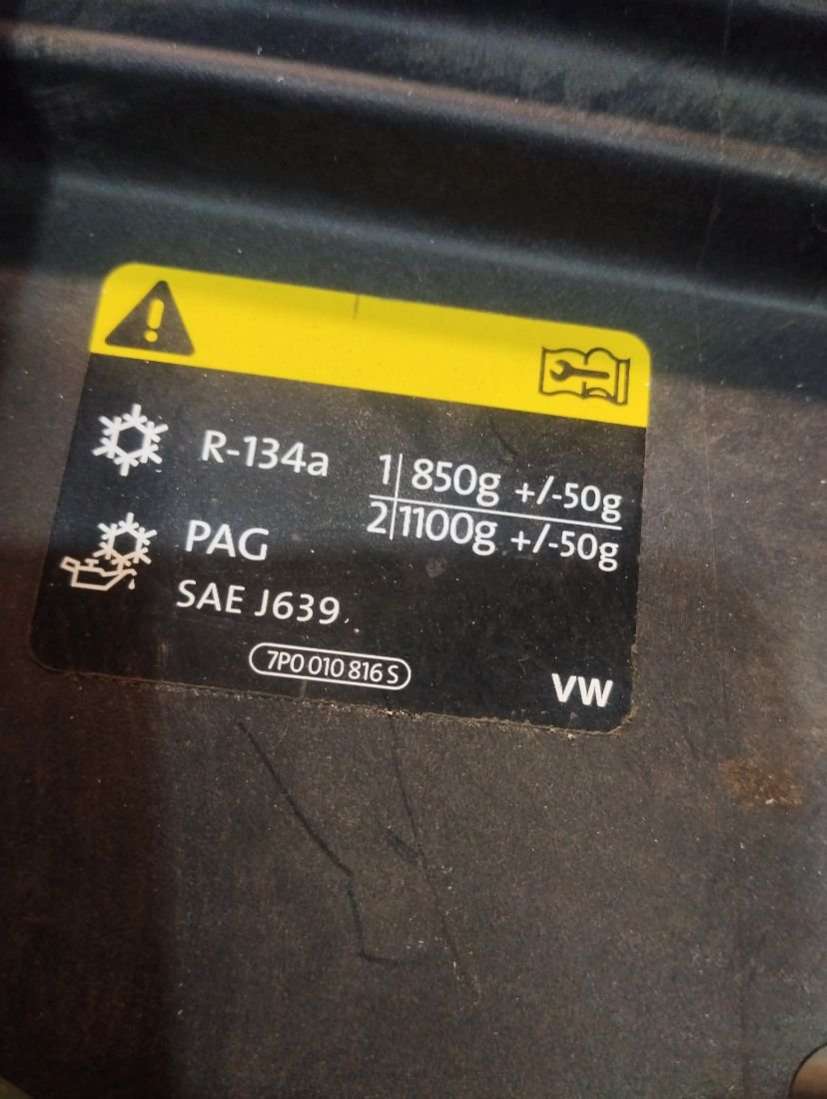 R-134a
1 850g +/-50g
2 1100g +/-50g
PAG
SAE J639
7P0 010 816 S
VW